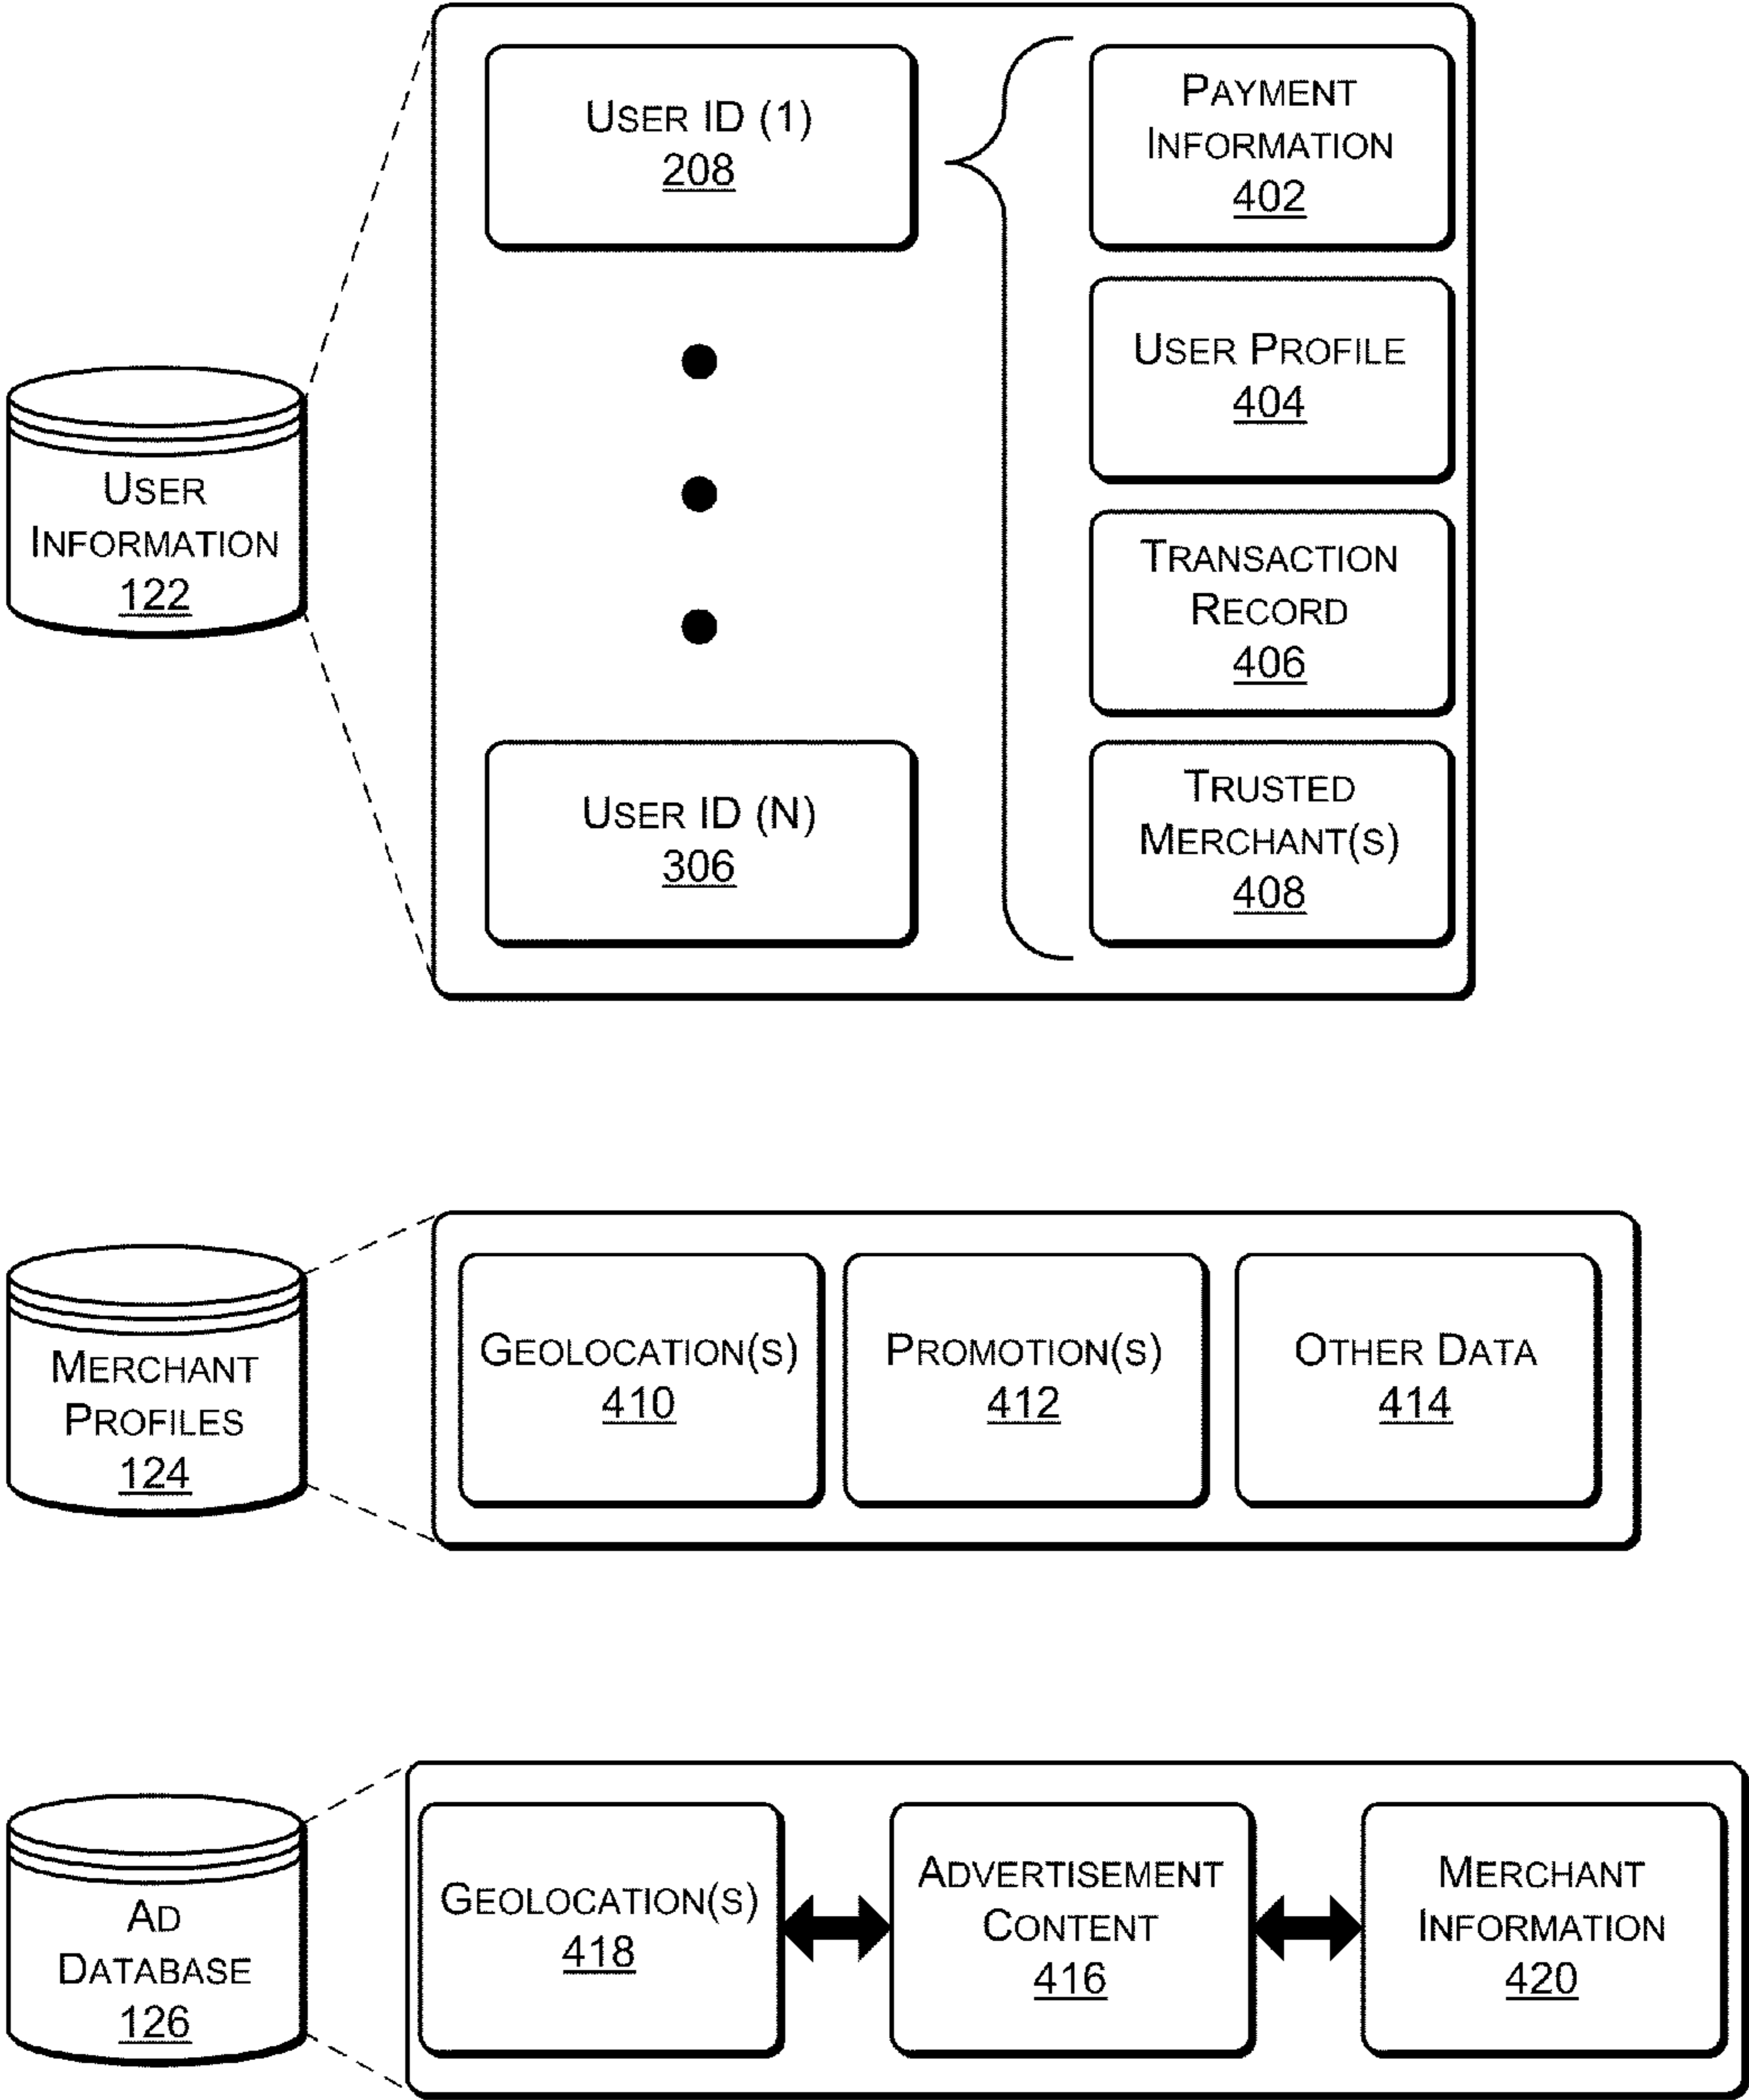 USER ID (1)
208
PAYMENT
INFORMATION
402
USER PROFILE
404
USER
INFORMATION
122
TRANSACTION
RECORD
406
USER ID (N)
306
TRUSTED
MERCHANT(S)
408
MERCHANT
PROFILES
124
GEOLOCATION(S)
410
PROMOTION(S)
412
OTHER DATA
414
AD
DATABASE
126
GEOLOCATION(S)
418
ADVERTISEMENT
CONTENT
416
MERCHANT
INFORMATION
420